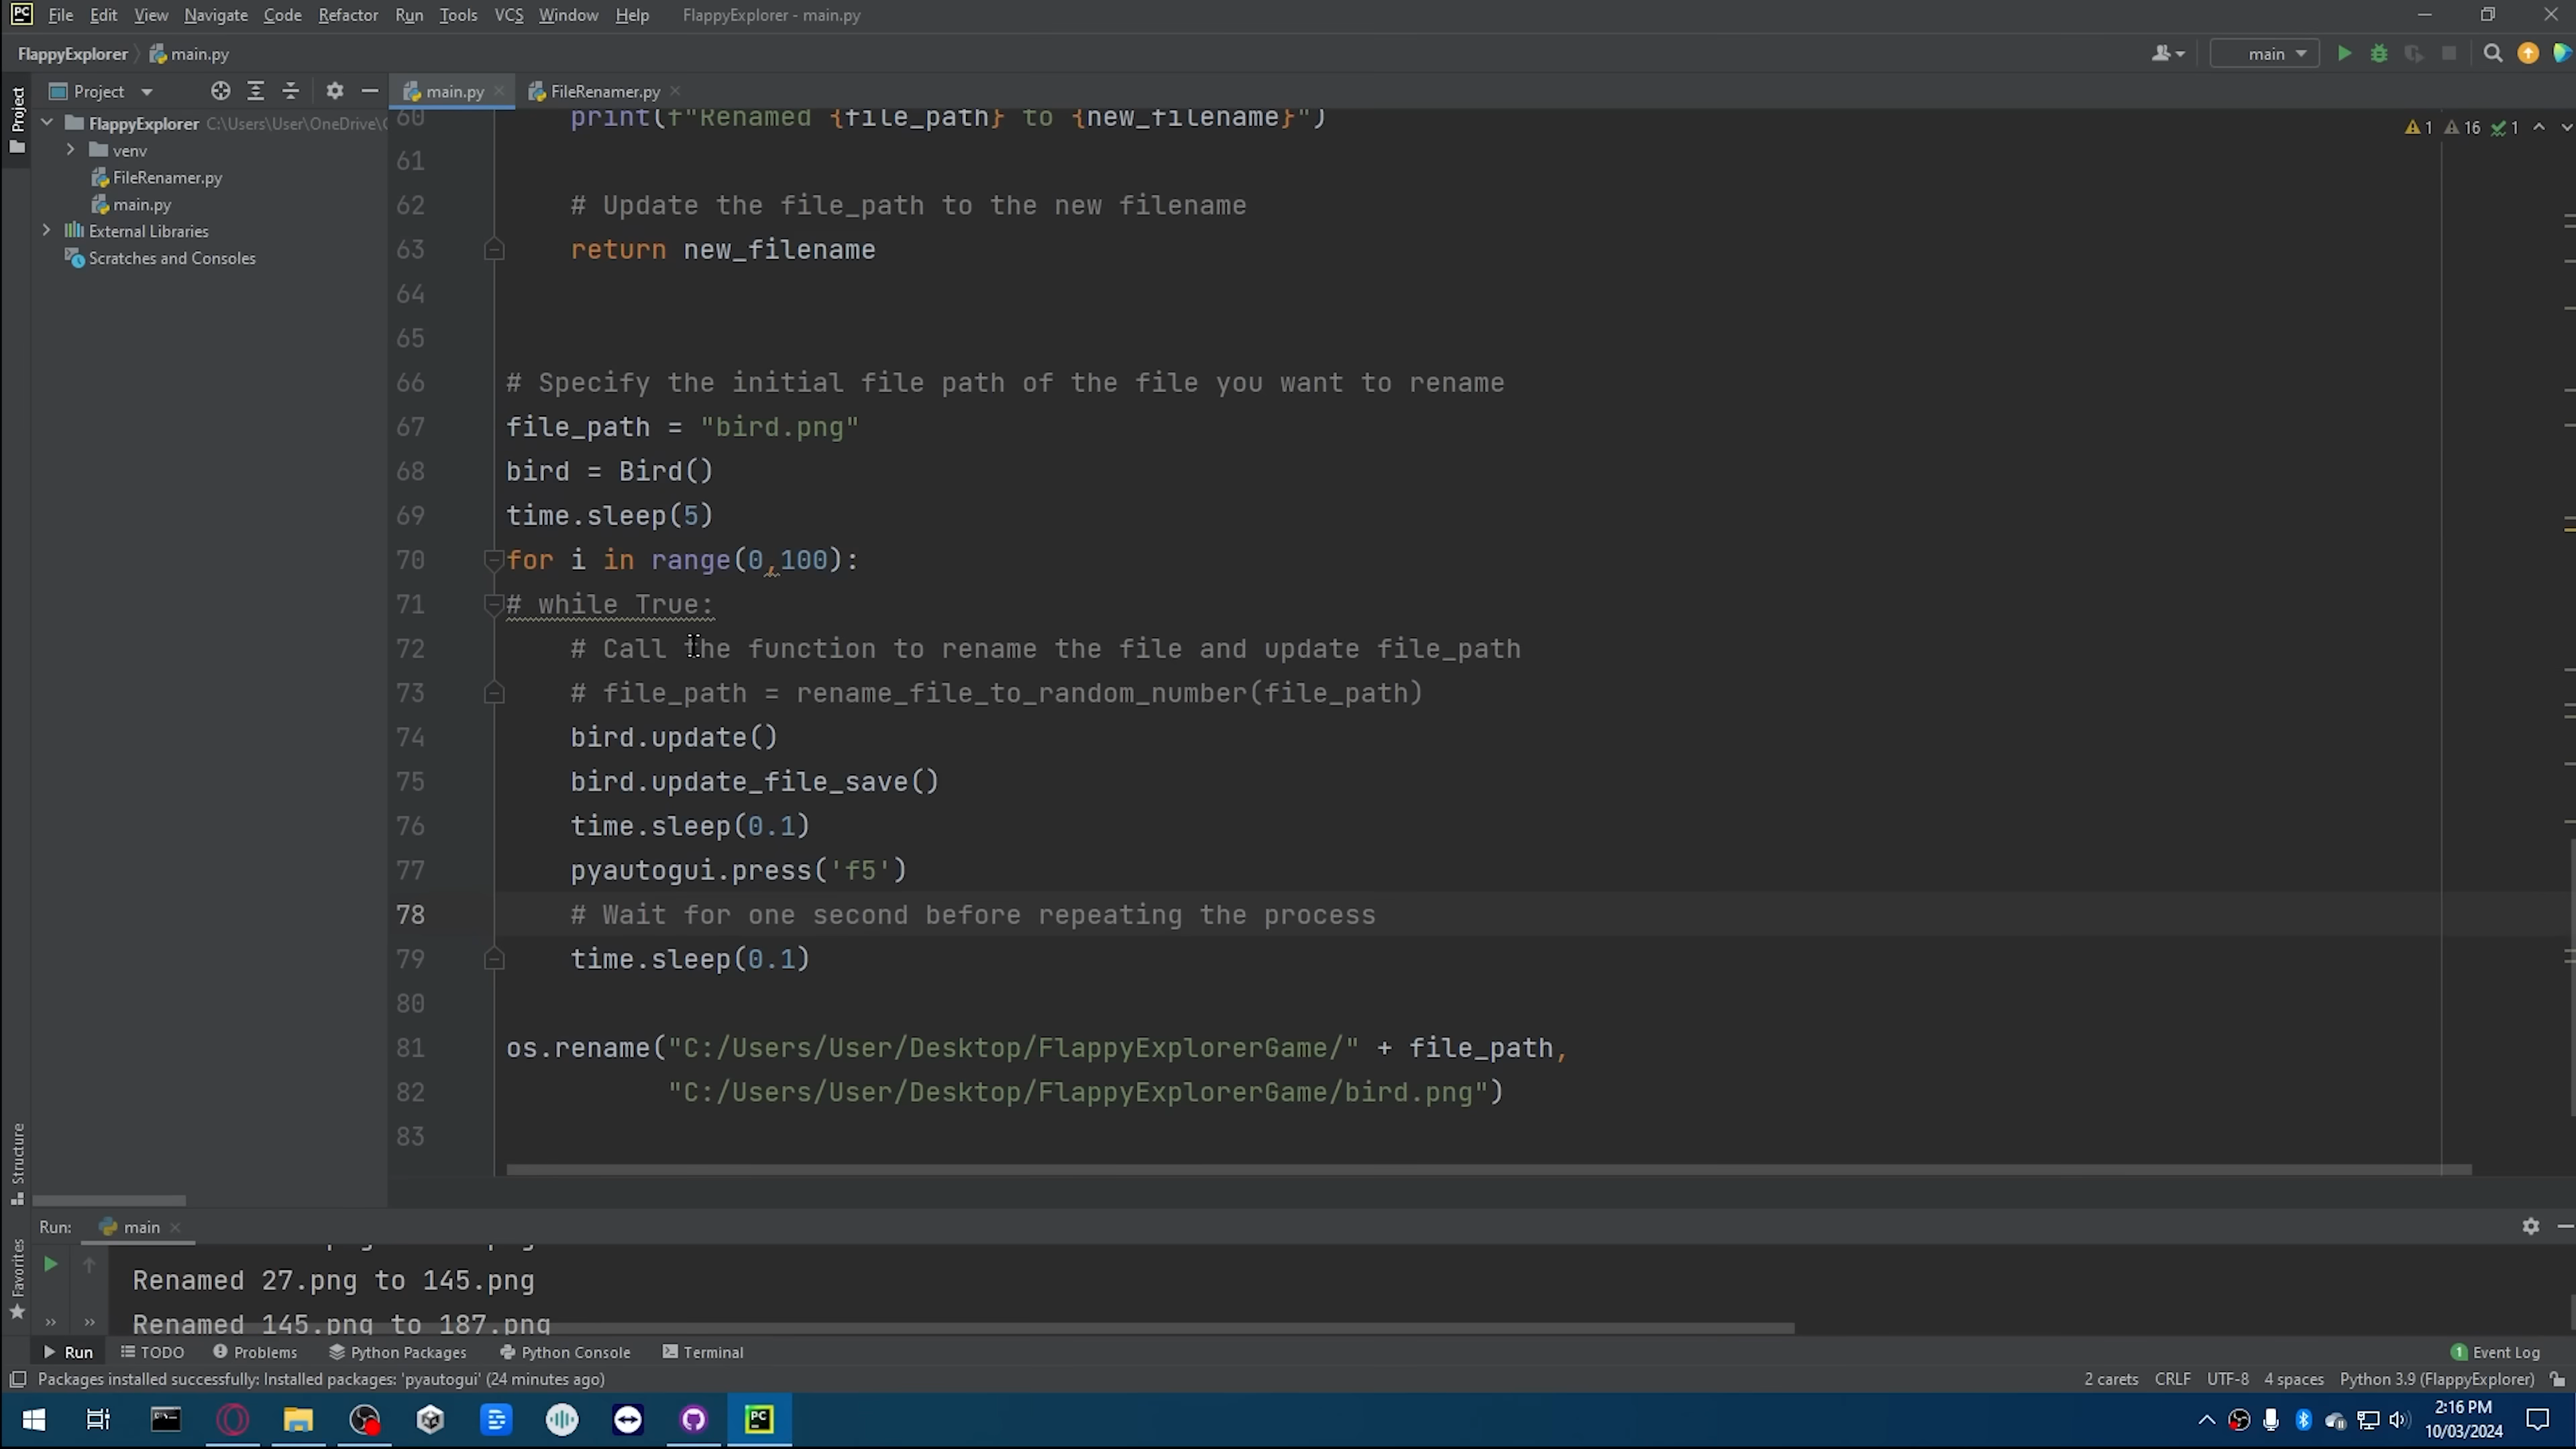 File Edit View Navigate Code Refactor Run Tools VCS Window Help FlappyExplorer - main.py
FlappyExplorer main.py main
Project main.py FileRenamer.py
FlappyExplorer C:\Users\User\OneDrive\
venv
FileRenamer.py
main.py
External Libraries
Scratches and Consoles
Project
Structure
Favorites
1 16 1
60 print(f"Renamed {file_path} to {new_filename}")
61
62 # Update the file_path to the new filename
63 return new_filename
64
65
66 # Specify the initial file path of the file you want to rename
67 file_path = "bird.png"
68 bird = Bird()
69 time.sleep(5)
70 for i in range(0,100):
71 # while True:
72 # Call the function to rename the file and update file_path
73 # file_path = rename_file_to_random_number(file_path)
74 bird.update()
75 bird.update_file_save()
76 time.sleep(0.1)
77 pyautogui.press('f5')
78 # Wait for one second before repeating the process
79 time.sleep(0.1)
80
81 os.rename("C:/Users/User/Desktop/FlappyExplorerGame/" + file_path,
82 "C:/Users/User/Desktop/FlappyExplorerGame/bird.png")
83
Run: main
Renamed 27.png to 145.png
Renamed 145.png to 187.png
Run TODO Problems Python Packages Python Console Terminal 1 Event Log
Packages installed successfully: Installed packages: 'pyautogui' (24 minutes ago) 2 carets CRLF UTF-8 4 spaces Python 3.9 (FlappyExplorer)
2:16 PM
10/03/2024